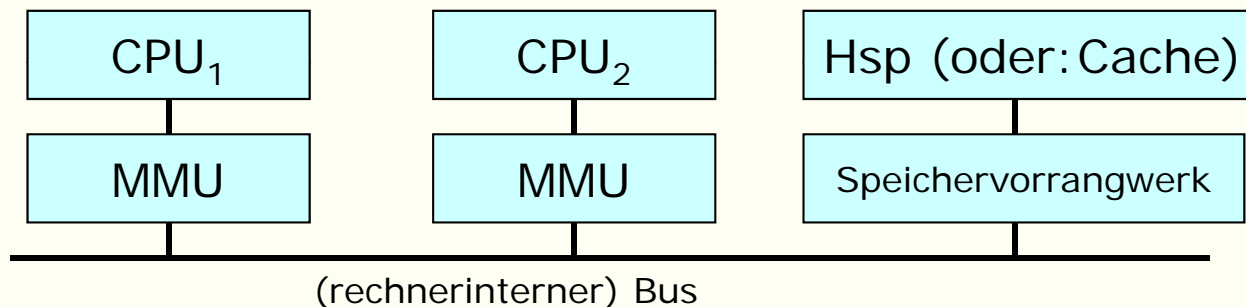 CPU₁ CPU₂ Hsp (oder: Cache)
MMU MMU Speichervorrangwerk
(rechnerinterner) Bus